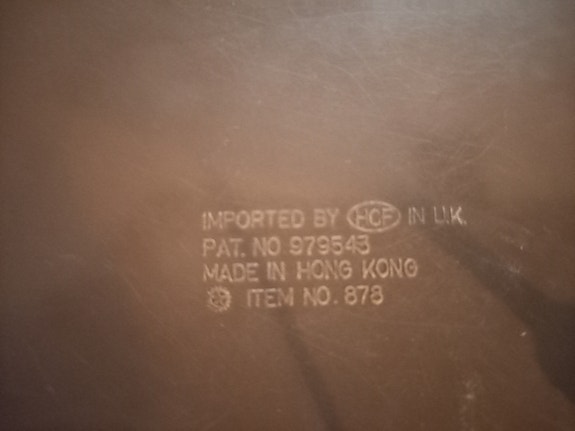 IMPORTED BY HCF IN U.K.
PAT. NO 979543
MADE IN HONG KONG
ITEM NO. 878